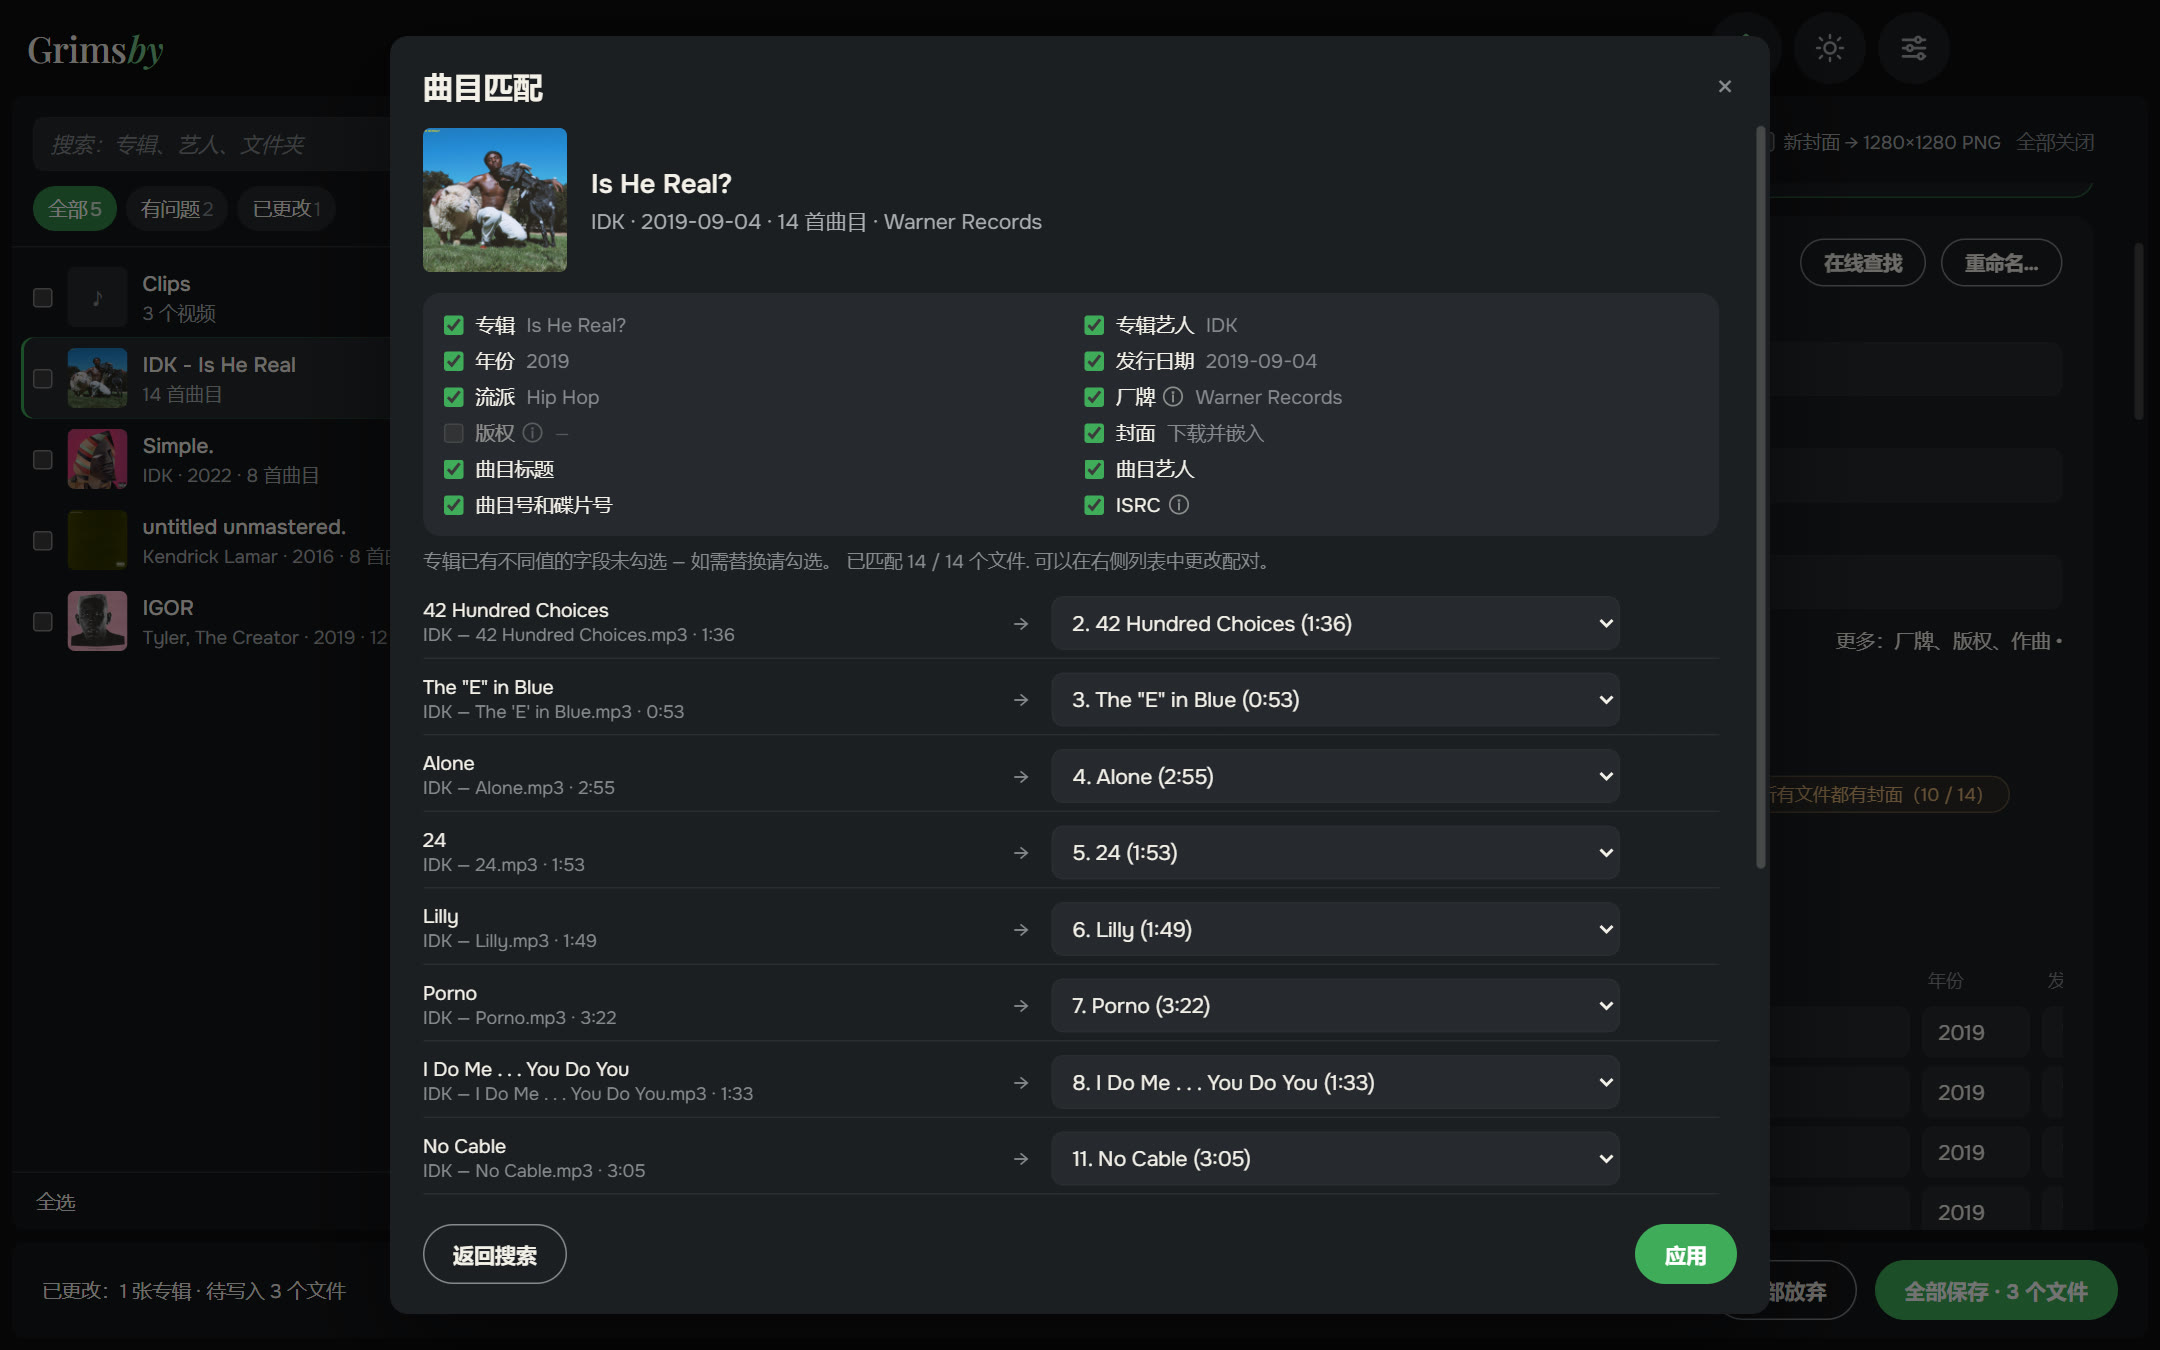 Grimsby
搜索：专辑、艺人、文件夹
全部 5
有问题 2
已更改 1
Clips
3 个视频
IDK - Is He Real
14 首曲目
Simple.
IDK · 2022 · 8 首曲目
untitled unmastered.
Kendrick Lamar · 2016 · 8 首
IGOR
Tyler, The Creator · 2019 · 12
全选
已更改：1 张专辑 · 待写入 3 个文件
曲目匹配
×
Is He Real?
IDK · 2019-09-04 · 14 首曲目 · Warner Records
专辑 Is He Real?
专辑艺人 IDK
年份 2019
发行日期 2019-09-04
流派 Hip Hop
厂牌 ⓘ Warner Records
版权 ⓘ —
封面 下载并嵌入
曲目标题
曲目艺人
曲目号和碟片号
ISRC ⓘ
专辑已有不同值的字段未勾选 — 如需替换请勾选。 已匹配 14 / 14 个文件. 可以在右侧列表中更改配对。
42 Hundred Choices
IDK — 42 Hundred Choices.mp3 · 1:36
→
2. 42 Hundred Choices (1:36)
The "E" in Blue
IDK — The 'E' in Blue.mp3 · 0:53
→
3. The "E" in Blue (0:53)
Alone
IDK — Alone.mp3 · 2:55
→
4. Alone (2:55)
24
IDK — 24.mp3 · 1:53
→
5. 24 (1:53)
Lilly
IDK — Lilly.mp3 · 1:49
→
6. Lilly (1:49)
Porno
IDK — Porno.mp3 · 3:22
→
7. Porno (3:22)
I Do Me . . . You Do You
IDK — I Do Me . . . You Do You.mp3 · 1:33
→
8. I Do Me . . . You Do You (1:33)
No Cable
IDK — No Cable.mp3 · 3:05
→
11. No Cable (3:05)
返回搜索
应用
新封面 → 1280×1280 PNG
全部关闭
在线查找
重命名...
更多：厂牌、版权、作曲 •
所有文件都有封面（10 / 14）
年份
发
2019
2019
2019
2019
部放弃
全部保存 · 3 个文件